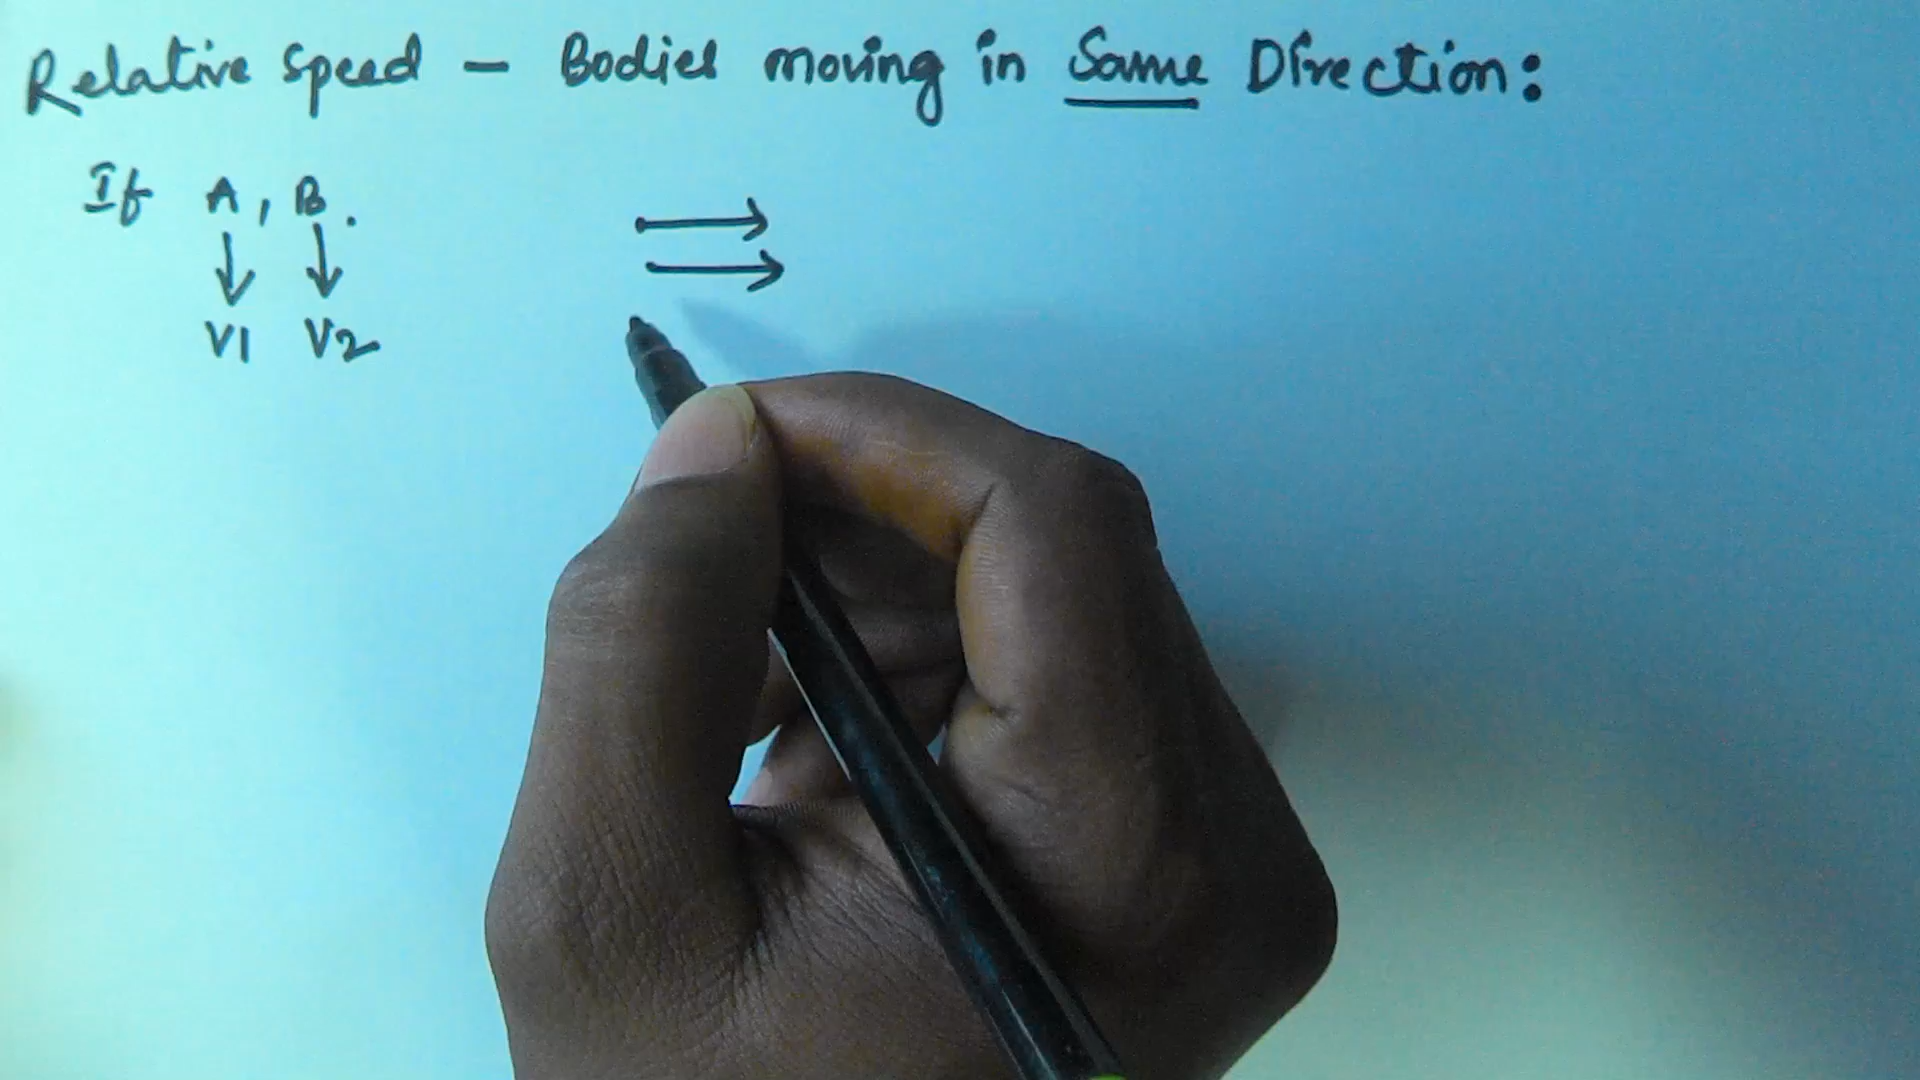 Relative Speed - Bodies moving in Same Direction:
If A, B.
V1 V2